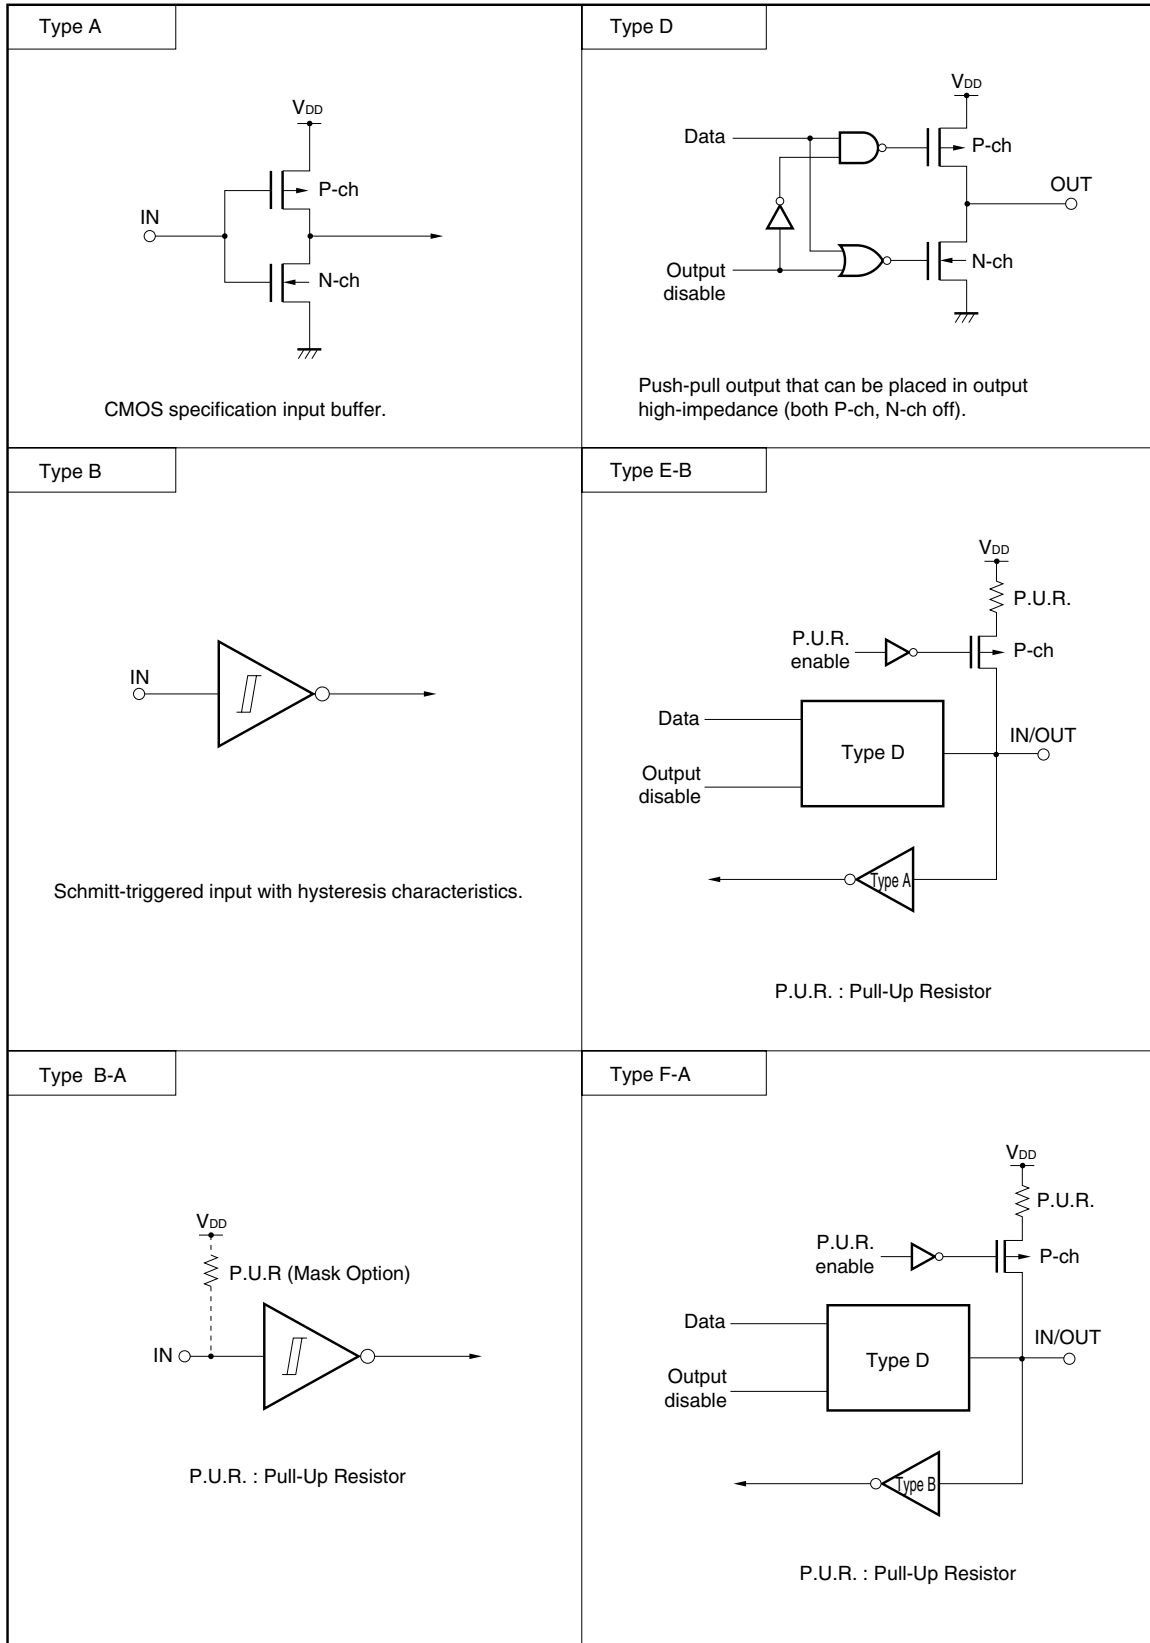 Type A
VDD
P-ch
IN
N-ch
CMOS specification input buffer.
Type D
VDD
Data
P-ch
OUT
Output
disable
N-ch
Push-pull output that can be placed in output
high-impedance (both P-ch, N-ch off).
Type B
IN
Schmitt-triggered input with hysteresis characteristics.
Type E-B
VDD
P.U.R.
P.U.R.
enable
P-ch
Data
Type D
IN/OUT
Output
disable
Type A
P.U.R. : Pull-Up Resistor
Type B-A
VDD
P.U.R (Mask Option)
IN
P.U.R. : Pull-Up Resistor
Type F-A
VDD
P.U.R.
P.U.R.
enable
P-ch
Data
Type D
IN/OUT
Output
disable
Type B
P.U.R. : Pull-Up Resistor